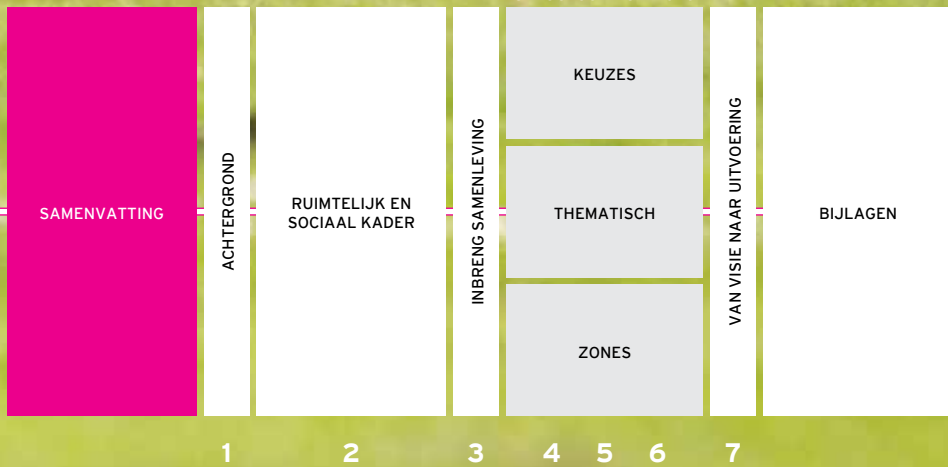 SAMENVATTING
ACHTERGROND
RUIMTELIJK EN
SOCIAAL KADER
INBRENG SAMENLEVING
KEUZES
THEMATISCH
ZONES
VAN VISIE NAAR UITVOERING
BIJLAGEN
1 2 3 4 5 6 7